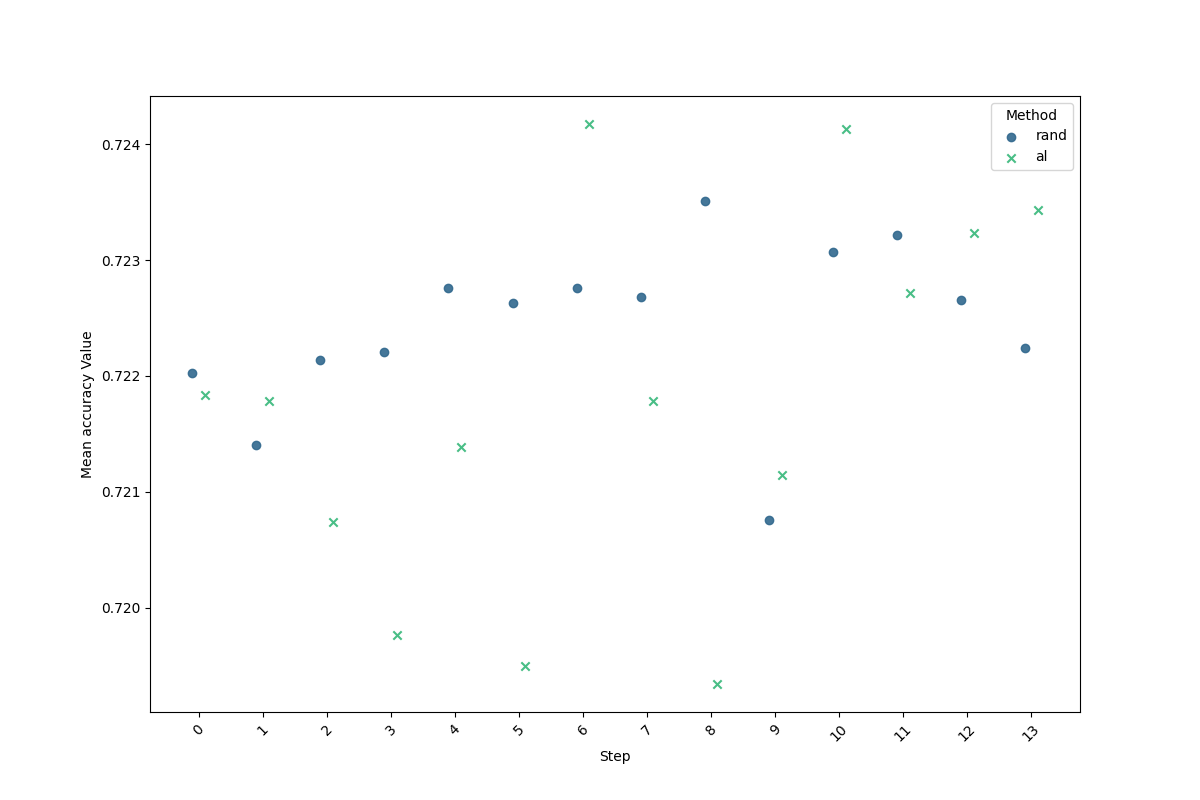 Method
rand
al
0.724
0.723
0.722
0.721
0.720
Mean accuracy Value
0 1 2 3 4 5 6 7 8 9 10 11 12 13
Step